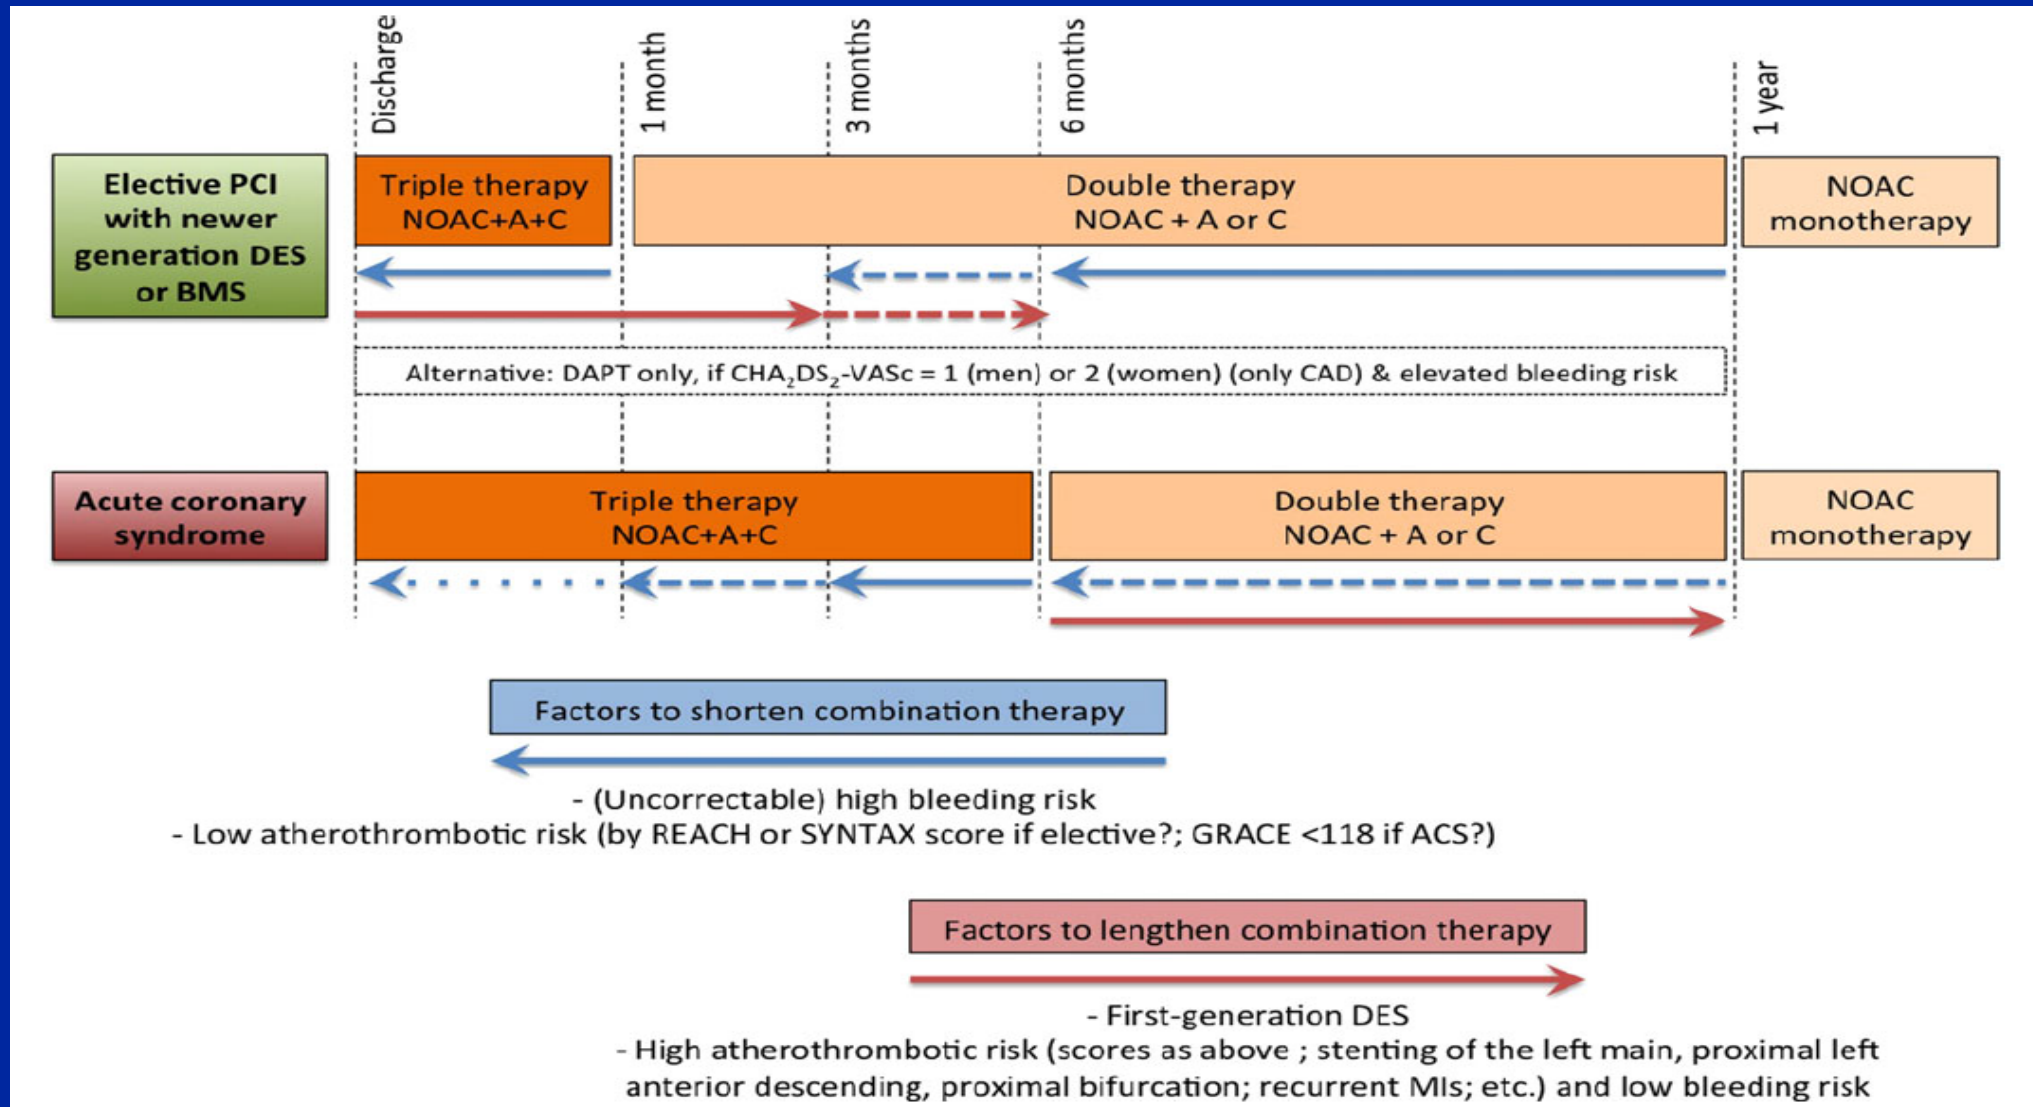 Discharge
1 month
3 months
6 months
1 year
Elective PCI
with newer
generation DES
or BMS
Triple therapy
NOAC+A+C
Double therapy
NOAC + A or C
NOAC
monotherapy
Alternative: DAPT only, if CHA₂DS₂-VASc = 1 (men) or 2 (women) (only CAD) & elevated bleeding risk
Acute coronary
syndrome
Triple therapy
NOAC+A+C
Double therapy
NOAC + A or C
NOAC
monotherapy
Factors to shorten combination therapy
- (Uncorrectable) high bleeding risk
- Low atherothrombotic risk (by REACH or SYNTAX score if elective?; GRACE <118 if ACS?)
Factors to lengthen combination therapy
- First-generation DES
- High atherothrombotic risk (scores as above ; stenting of the left main, proximal left
anterior descending, proximal bifurcation; recurrent MIs; etc.) and low bleeding risk